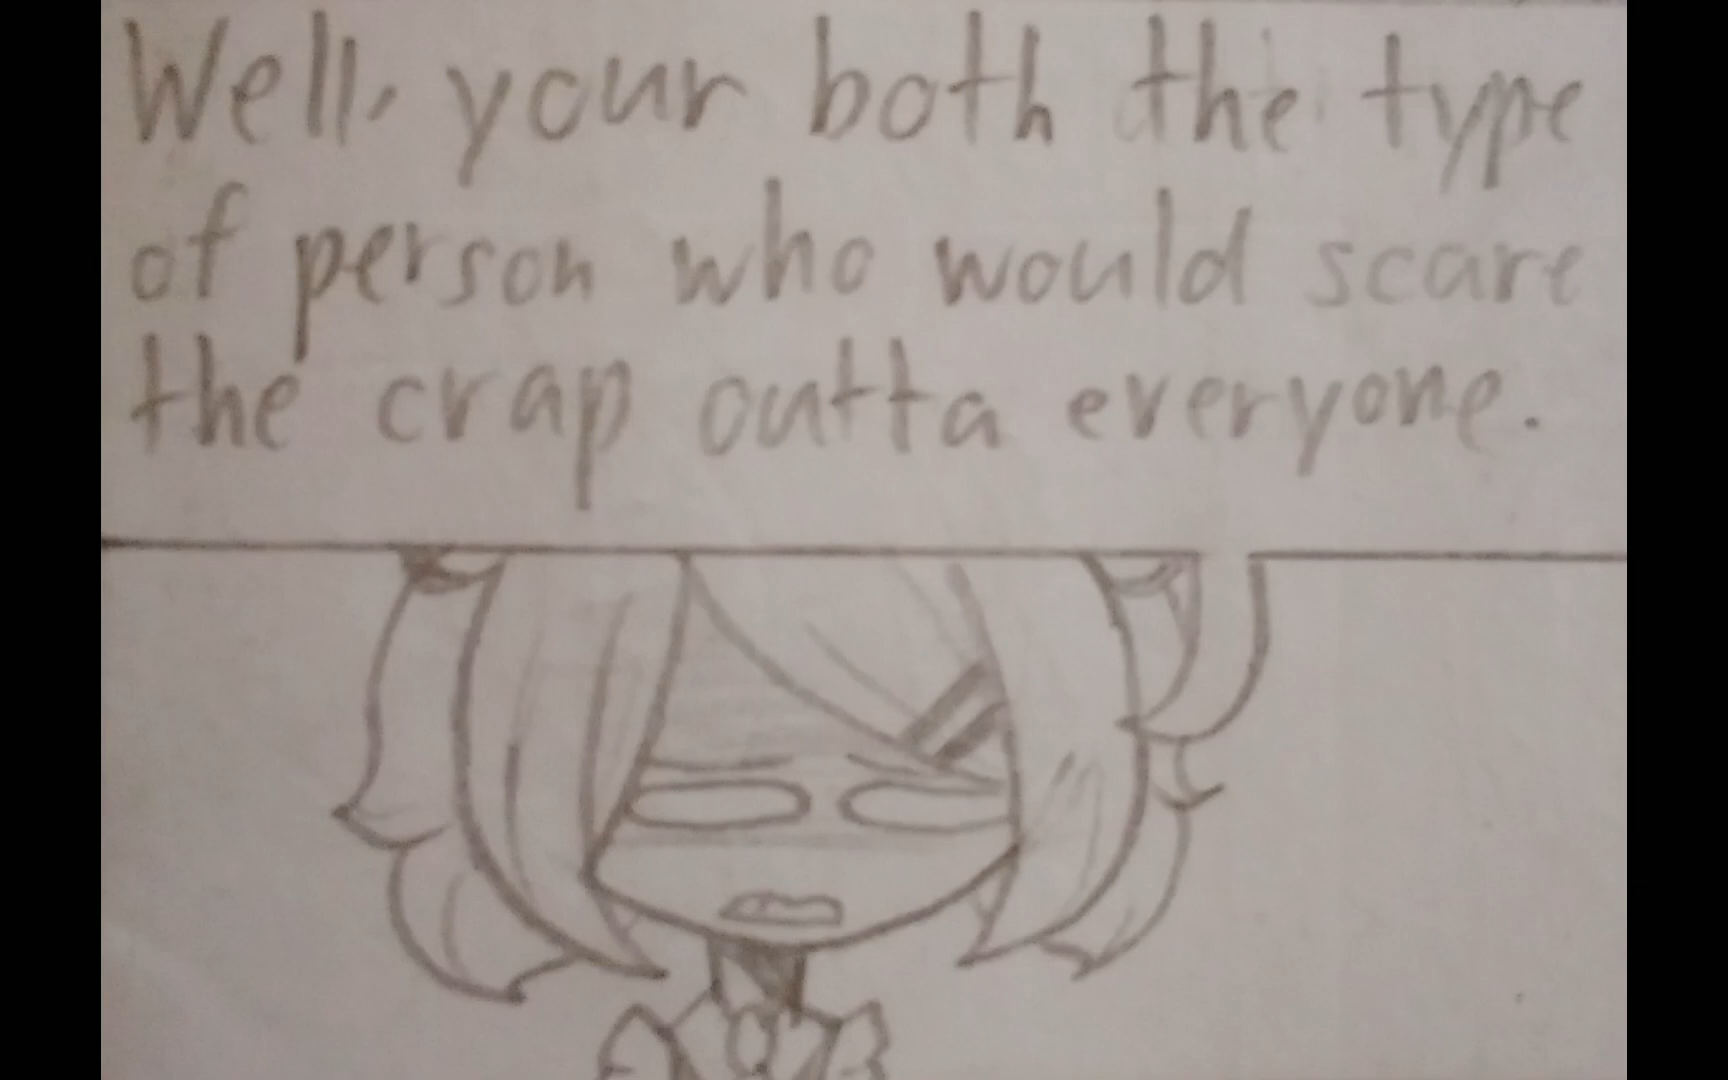 Well, your both the type
of person who would scare
the crap outta everyone.